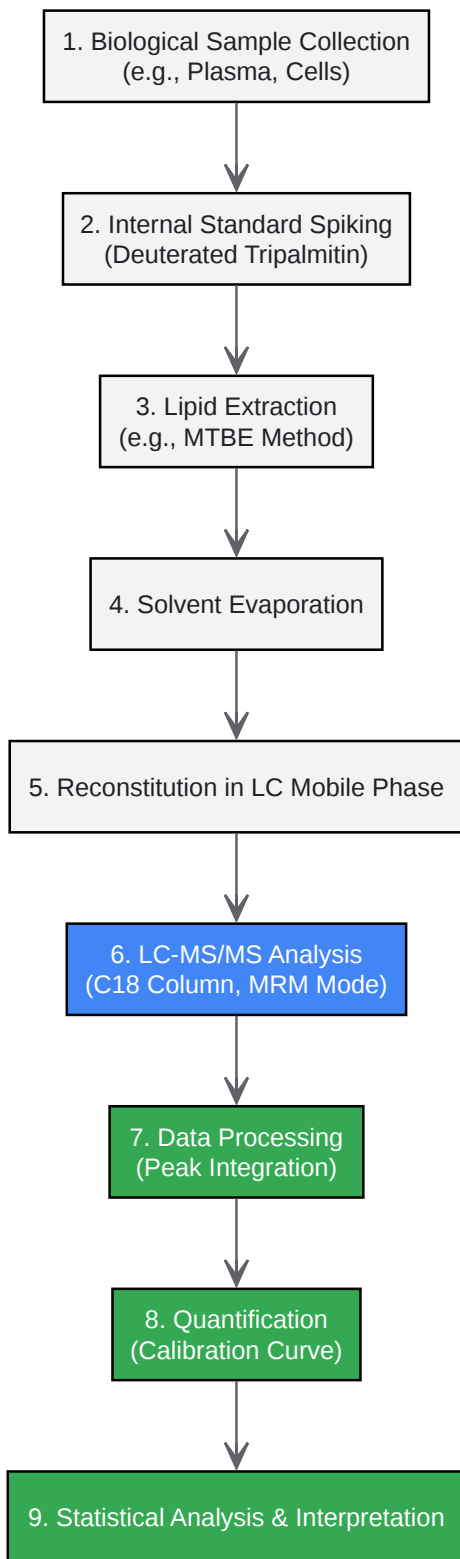 1. Biological Sample Collection
(e.g., Plasma, Cells)
2. Internal Standard Spiking
(Deuterated Tripalmitin)
3. Lipid Extraction
(e.g., MTBE Method)
4. Solvent Evaporation
5. Reconstitution in LC Mobile Phase
6. LC-MS/MS Analysis
(C18 Column, MRM Mode)
7. Data Processing
(Peak Integration)
8. Quantification
(Calibration Curve)
9. Statistical Analysis & Interpretation